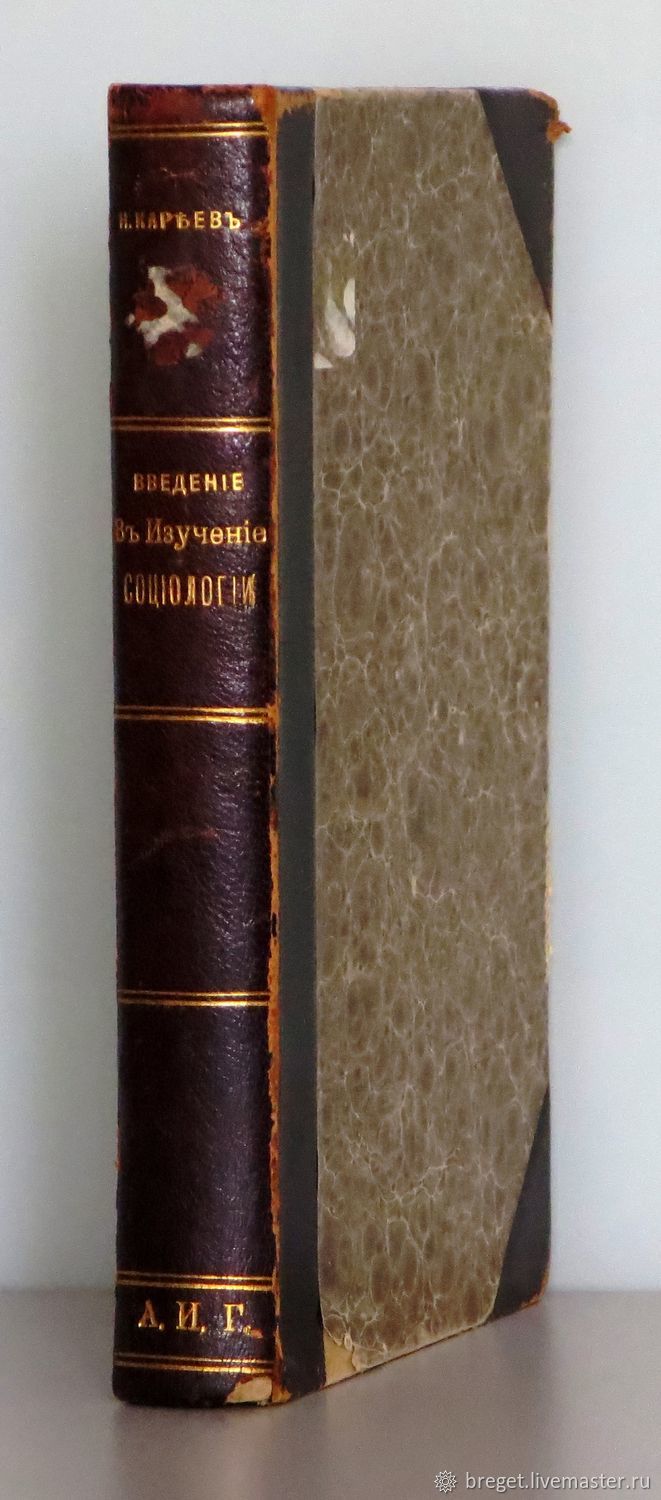 Н. КАРѢЕВЪ
ВВЕДЕНІЕ
Въ Изученіе
СОЦІОЛОГІИ
А. И. Г.
breget.livemaster.ru